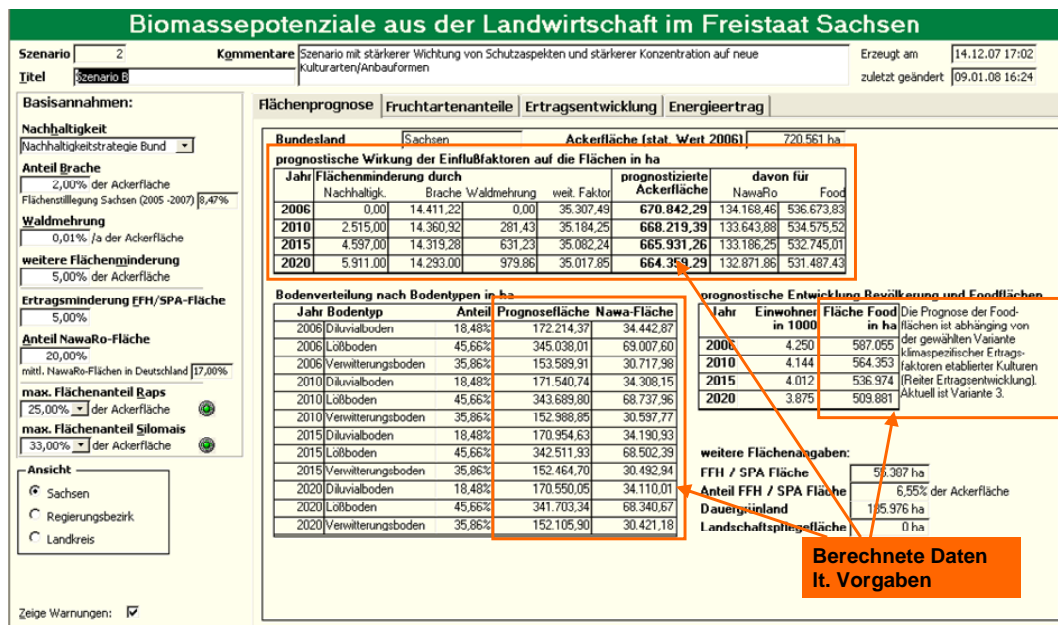 Biomassepotenziale aus der Landwirtschaft im Freistaat Sachsen
Szenario 2 Kommentare Szenario mit stärkerer Wichtung von Schutzaspekten und stärkerer Konzentration auf neue Kulturarten/Anbauformen
Erzeugt am 14.12.07 17:02
Titel Szenario B
zuletzt geändert 09.01.08 16:24
Basisannahmen:
Nachhaltigkeit
Nachhaltigkeitstrategie Bund
Anteil Brache
2,00% der Ackerfläche
Flächenstilllegung Sachsen (2005 -2007) 8,47%
Waldmehrung
0,01% /a der Ackerfläche
weitere Flächenminderung
5,00% der Ackerfläche
Ertragsminderung FFH/SPA-Fläche
5,00%
Anteil NawaRo-Fläche
20,00%
mittl. NawaRo-Flächen in Deutschland 17,00%
max. Flächenanteil Raps
25,00% der Ackerfläche
max. Flächenanteil Silomais
33,00% der Ackerfläche
Ansicht
Sachsen
Regierungsbezirk
Landkreis
Zeige Warnungen:
Flächenprognose Fruchtartenanteile Ertragsentwicklung Energieertrag
Bundesland Sachsen Ackerfläche (stat. Wert 2006) 720.561 ha
prognostische Wirkung der Einflußfaktoren auf die Flächen in ha
Jahr Flächenminderung durch prognostizierte davon für
Nachhaltigk. Brache Waldmehrung weit. Faktor Ackerfläche NawaRo Food
2006 0,00 14.411,22 0,00 35.307,49 670.842,29 134.168,46 536.673,83
2010 2.515,00 14.360,92 281,43 35.184,25 668.219,39 133.643,88 534.575,52
2015 4.597,00 14.319,28 631,23 35.082,24 665.931,26 133.186,25 532.745,01
2020 5.911,00 14.293,00 979,86 35.017,85 664.359,29 132.871,86 531.487,43
Bodenverteilung nach Bodentypen in ha
Jahr Bodentyp Anteil Prognosefläche Nawa-Fläche
2006 Diluvialboden 18,48% 172.214,37 34.442,87
2006 Lößboden 45,66% 345.038,01 69.007,60
2006 Verwitterungsboden 35,86% 153.589,91 30.717,98
2010 Diluvialboden 18,48% 171.540,74 34.308,15
2010 Lößboden 45,66% 343.689,80 68.737,96
2010 Verwitterungsboden 35,86% 152.988,85 30.597,77
2015 Diluvialboden 18,48% 170.954,63 34.190,93
2015 Lößboden 45,66% 342.511,93 68.502,39
2015 Verwitterungsboden 35,86% 152.464,70 30.492,94
2020 Diluvialboden 18,48% 170.550,05 34.110,01
2020 Lößboden 45,66% 341.703,34 68.340,67
2020 Verwitterungsboden 35,86% 152.105,90 30.421,18
prognostische Entwicklung Bevölkerung und Foodflächen
Jahr Einwohner Fläche Food
in 1000 in ha
2006 4.250 587.055
2010 4.144 564.353
2015 4.012 536.974
2020 3.875 509.881
Die Prognose der Food-
flächen ist abhänging von
der gewählten Variante
klimaspezifischer Ertrags-
faktoren etablierter Kulturen
(Reiter Ertragsentwicklung).
Aktuell ist Variante 3.
weitere Flächenangaben:
FFH / SPA Fläche ha
Anteil FFH / SPA Fläche 6,55% der Ackerfläche
Dauergrünland ha
Landschaftspflegefläche 0 ha
Berechnete Daten
lt. Vorgaben